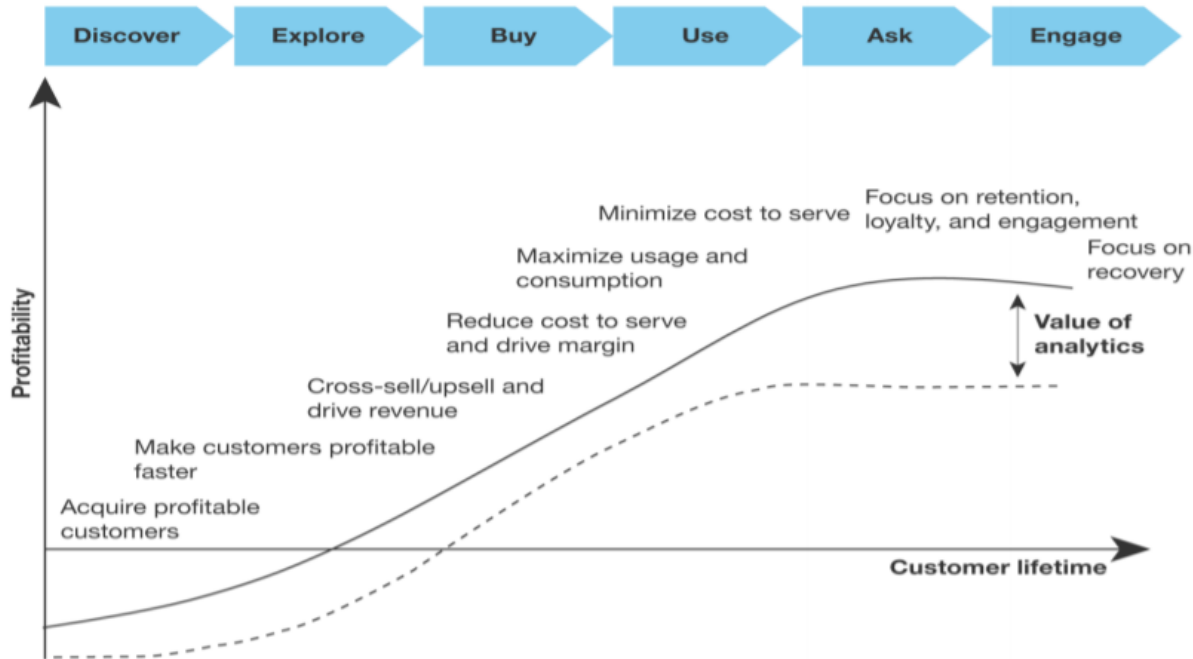 Discover
Explore
Buy
Use
Ask
Engage
Profitability
Minimize cost to serve
Focus on retention,
loyalty, and engagement
Focus on
recovery
Maximize usage and
consumption
Reduce cost to serve
and drive margin
Value of
analytics
Cross-sell/upsell and
drive revenue
Make customers profitable
faster
Acquire profitable
customers
Customer lifetime